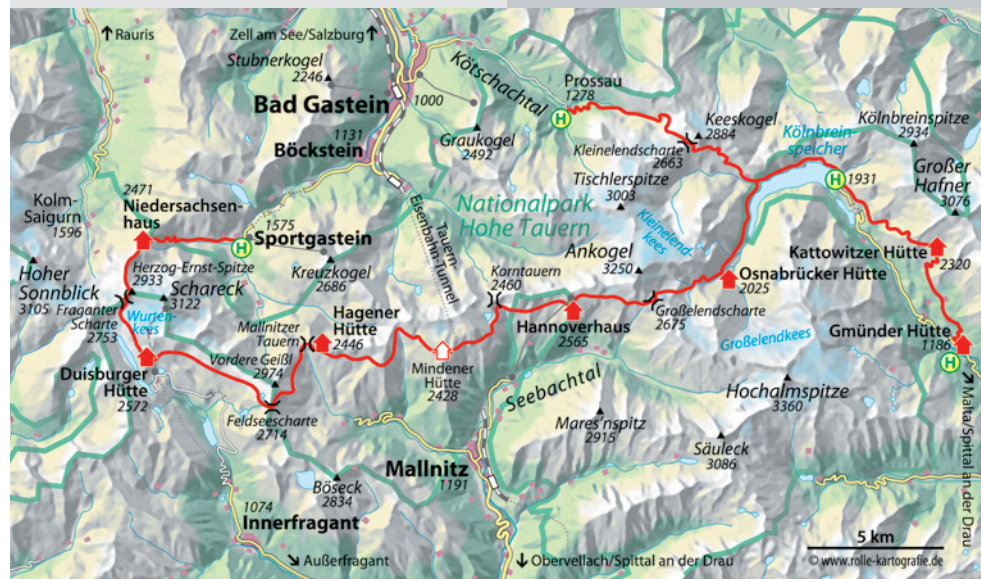 ↑ Rauris
Zell am See/Salzburg ↑
Stubnerkogel
2246
Bad Gastein
1000
Kötschachtal
Prossau
1278
H
Graukogel
2492
1131
Böckstein
Keeskogel
2884
Kleinelendscharte
2663
Kölnbreinspitze
2934
Kölnbrein-
speicher
Großer
Hafner
3076
H
1931
Tischlerspitze
3003
Nationalpark
Hohe Tauern
Kleinelend-
kees
Kolm-
Saigurn
1596
2471
Niedersachsen-
haus
1575
H
Sportgastein
Tauern-
Eisenbahn-Tunnel
Ankogel
3250
Kattowitzer Hütte
2320
Osnabrücker Hütte
2025
Hoher
Sonnblick
3105
Herzog-Ernst-Spitze
2933
Schareck
3122
Fraganter
Scharte
2753
Wurten-
kees
Kreuzkogel
2686
Korntauern
2460
Hannoverhaus
2565
Großelendscharte
2675
Großelendkees
Gmünder Hütte
1186
H
Hagener
Hütte
2446
Mallnitzer
Tauern
Vordere Geißl
2974
Duisburger
Hütte
2572
Feldseescharte
2714
Mindener
Hütte
2428
Seebachtal
Hochalmspitze
3360
Mares'nspitz
2915
Säuleck
3086
Mallnitz
1191
Böseck
2834
1074
Innerfragant
↘ Außerfragant
↓ Obervellach/Spittal an der Drau
↗ Malta/Spittal an der Drau
5 km
© www.rolle-kartografie.de